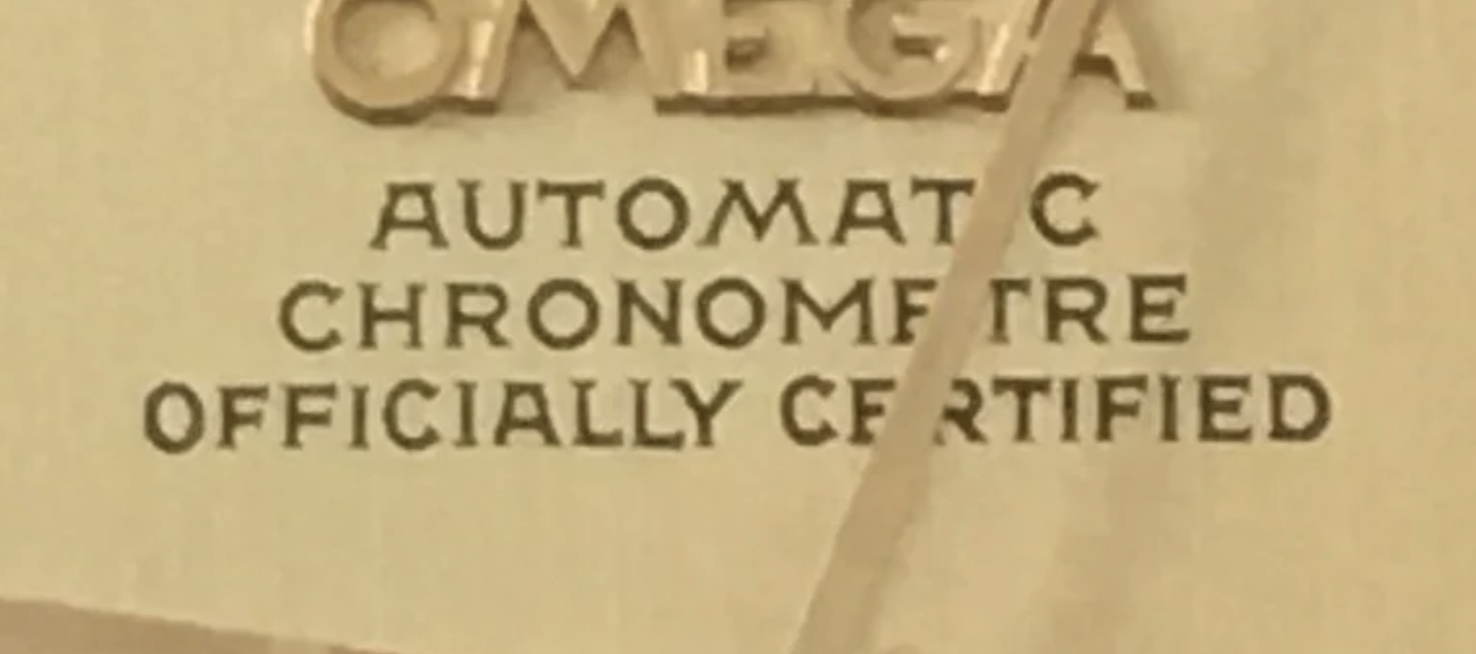 OMEGA
AUTOMATIC
CHRONOMETRE
OFFICIALLY CERTIFIED